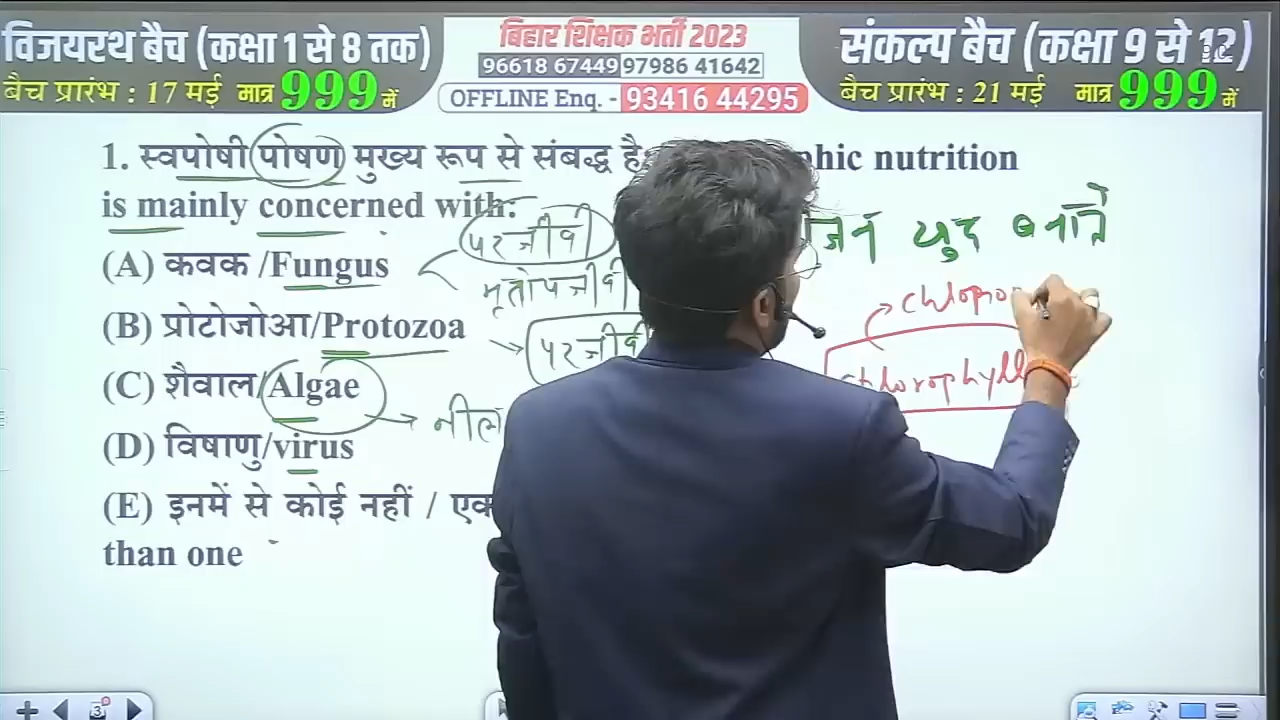 विजयरथ बैच (कक्षा 1 से 8 तक)
बैच प्रारंभ : 17 मई मात्र 999 में
बिहार शिक्षक भर्ती 2023
96618 67449 97986 41642
OFFLINE Enq. - 93416 44295
संकल्प बैच (कक्षा 9 से 12)
बैच प्रारंभ : 21 मई मात्र 999 में
1. स्वपोषी पोषण मुख्य रूप से संबद्ध है phic nutrition
is mainly concerned with:
परजीवी
खुद बनाते
(A) कवक /Fungus
मृतोपजीवी
(B) प्रोटोजोआ/Protozoa
परजीवी
(C) शैवाल/Algae
chlorophyll
नील
(D) विषाणु/virus
(E) इनमें से कोई नहीं / एक
than one